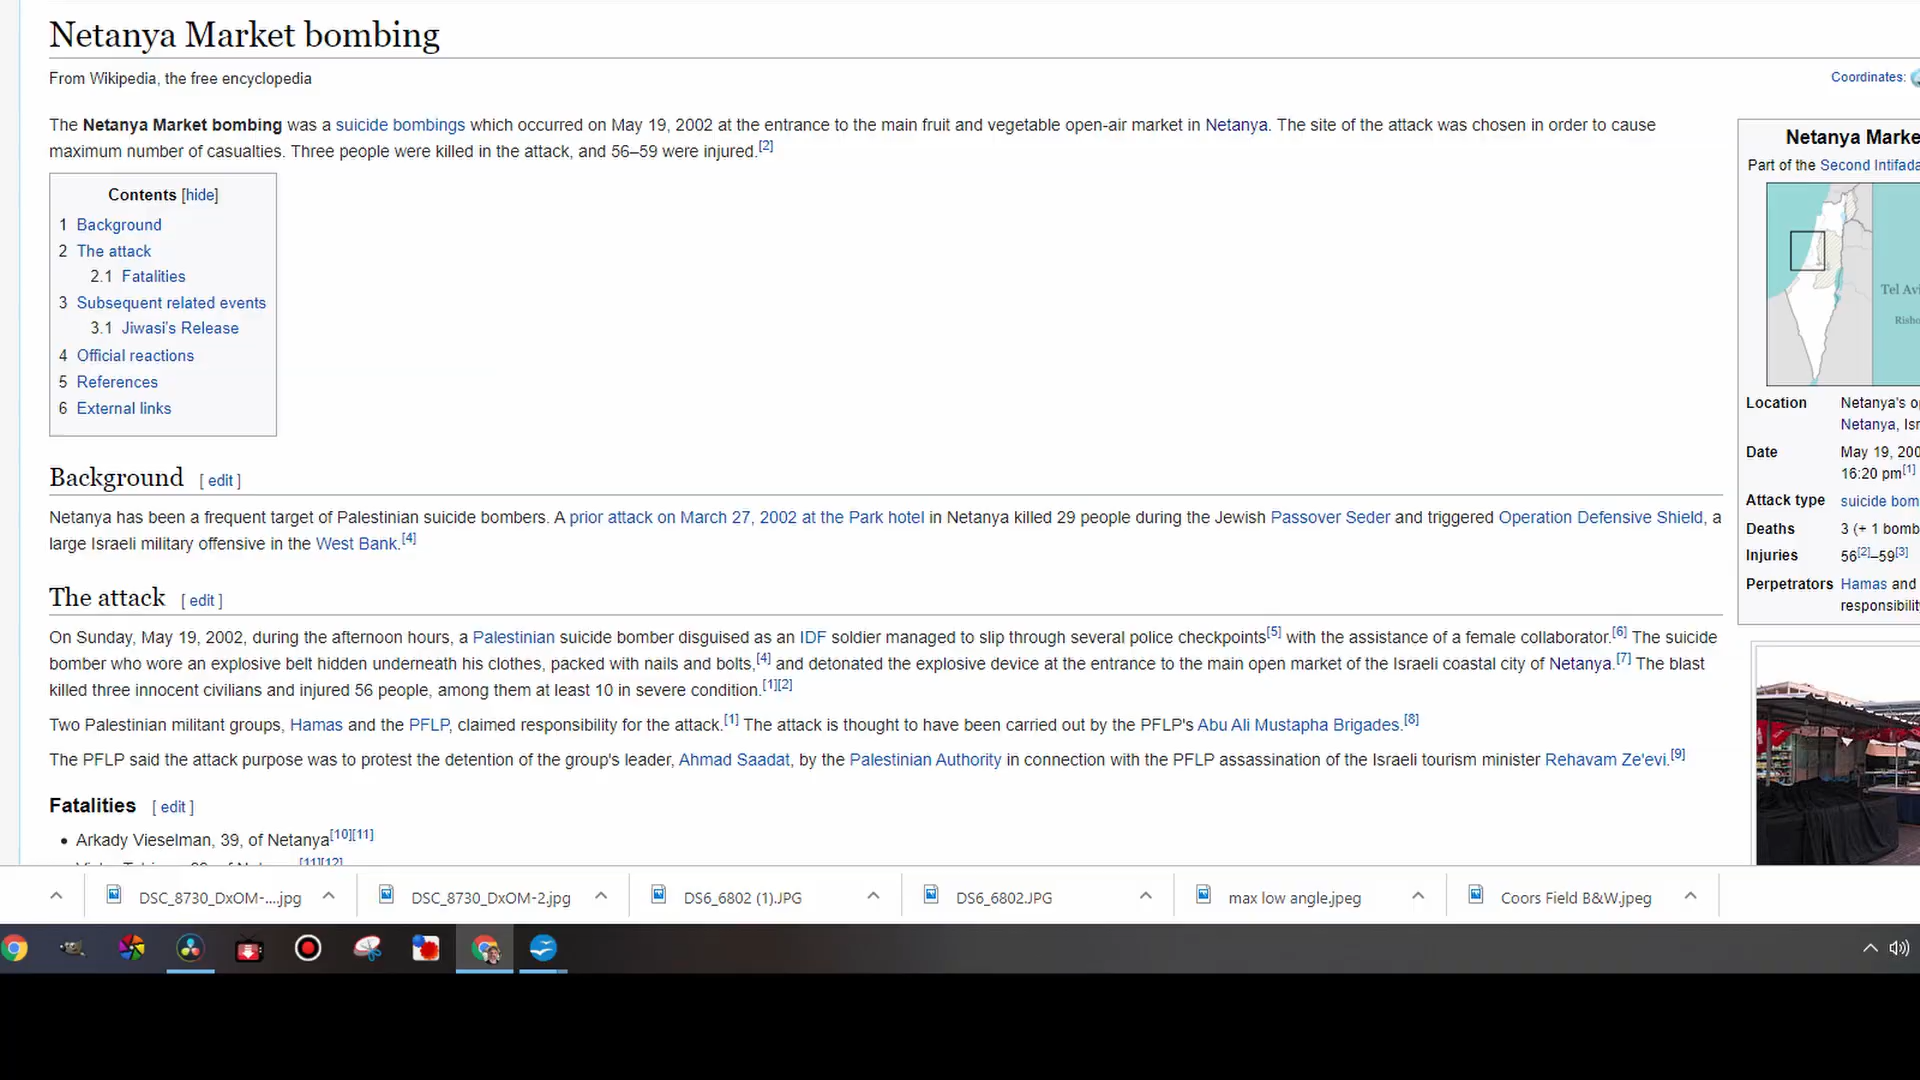 Netanya Market bombing
From Wikipedia, the free encyclopedia
Coordinates:
The Netanya Market bombing was a suicide bombings which occurred on May 19, 2002 at the entrance to the main fruit and vegetable open-air market in Netanya. The site of the attack was chosen in order to cause
maximum number of casualties. Three people were killed in the attack, and 56–59 were injured.[2]
Contents [hide]
1 Background
2 The attack
2.1 Fatalities
3 Subsequent related events
3.1 Jiwasi's Release
4 Official reactions
5 References
6 External links
Background [ edit ]
Netanya has been a frequent target of Palestinian suicide bombers. A prior attack on March 27, 2002 at the Park hotel in Netanya killed 29 people during the Jewish Passover Seder and triggered Operation Defensive Shield, a
large Israeli military offensive in the West Bank.[4]
The attack [ edit ]
On Sunday, May 19, 2002, during the afternoon hours, a Palestinian suicide bomber disguised as an IDF soldier managed to slip through several police checkpoints[5] with the assistance of a female collaborator.[6] The suicide
bomber who wore an explosive belt hidden underneath his clothes, packed with nails and bolts,[4] and detonated the explosive device at the entrance to the main open market of the Israeli coastal city of Netanya.[7] The blast
killed three innocent civilians and injured 56 people, among them at least 10 in severe condition.[1][2]
Two Palestinian militant groups, Hamas and the PFLP, claimed responsibility for the attack.[1] The attack is thought to have been carried out by the PFLP's Abu Ali Mustapha Brigades.[8]
The PFLP said the attack purpose was to protest the detention of the group's leader, Ahmad Saadat, by the Palestinian Authority in connection with the PFLP assassination of the Israeli tourism minister Rehavam Ze'evi.[9]
Fatalities [ edit ]
• Arkady Vieselman, 39, of Netanya[10][11]
[11][12]
Netanya Marke
Part of the Second Intifada
Tel Avi
Risho
Location Netanya's o
Netanya, Isr
Date May 19, 200
16:20 pm[1]
Attack type suicide bom
Deaths 3 (+ 1 bomb
Injuries 56[2]–59[3]
Perpetrators Hamas and
responsibility
DSC_8730_DxOM-....jpg
DSC_8730_DxOM-2.jpg
DS6_6802 (1).JPG
DS6_6802.JPG
max low angle.jpeg
Coors Field B&W.jpeg